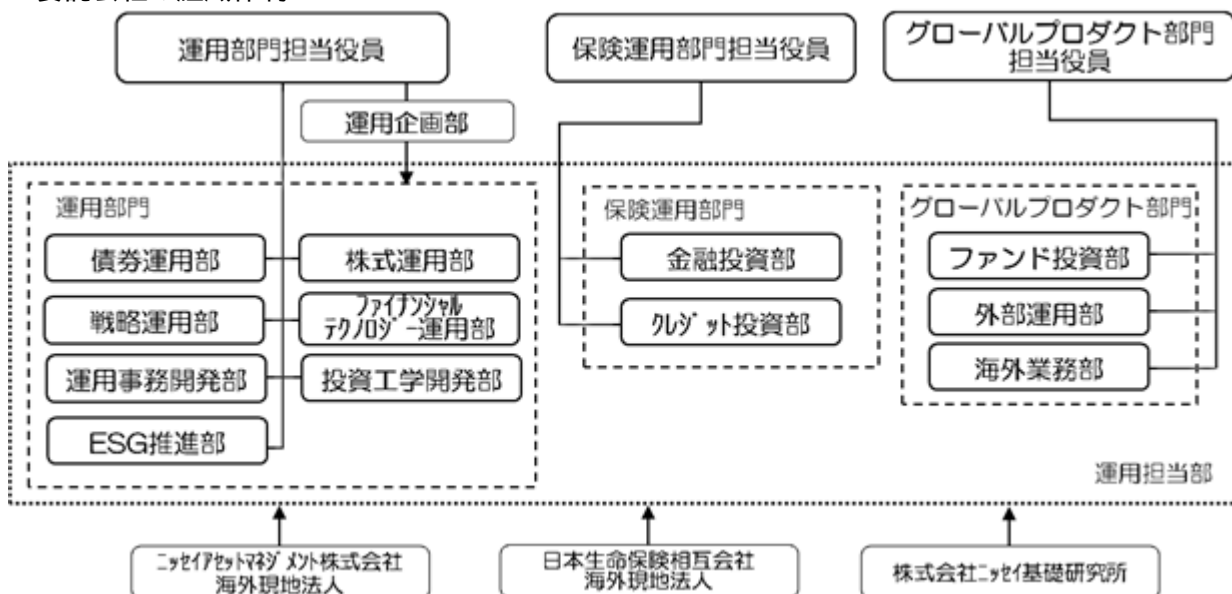 運用部門担当役員
保険運用部門担当役員
グローバルプロダクト部門
担当役員
運用企画部
運用部門
債券運用部
株式運用部
戦略運用部
ファイナンシャル
テクノロジー運用部
運用事務開発部
投資工学開発部
ESG推進部
保険運用部門
金融投資部
クレジット投資部
グローバルプロダクト部門
ファンド投資部
外部運用部
海外業務部
運用担当部
ニッセイアセットマネジメント株式会社
海外現地法人
日本生命保険相互会社
海外現地法人
株式会社ニッセイ基礎研究所